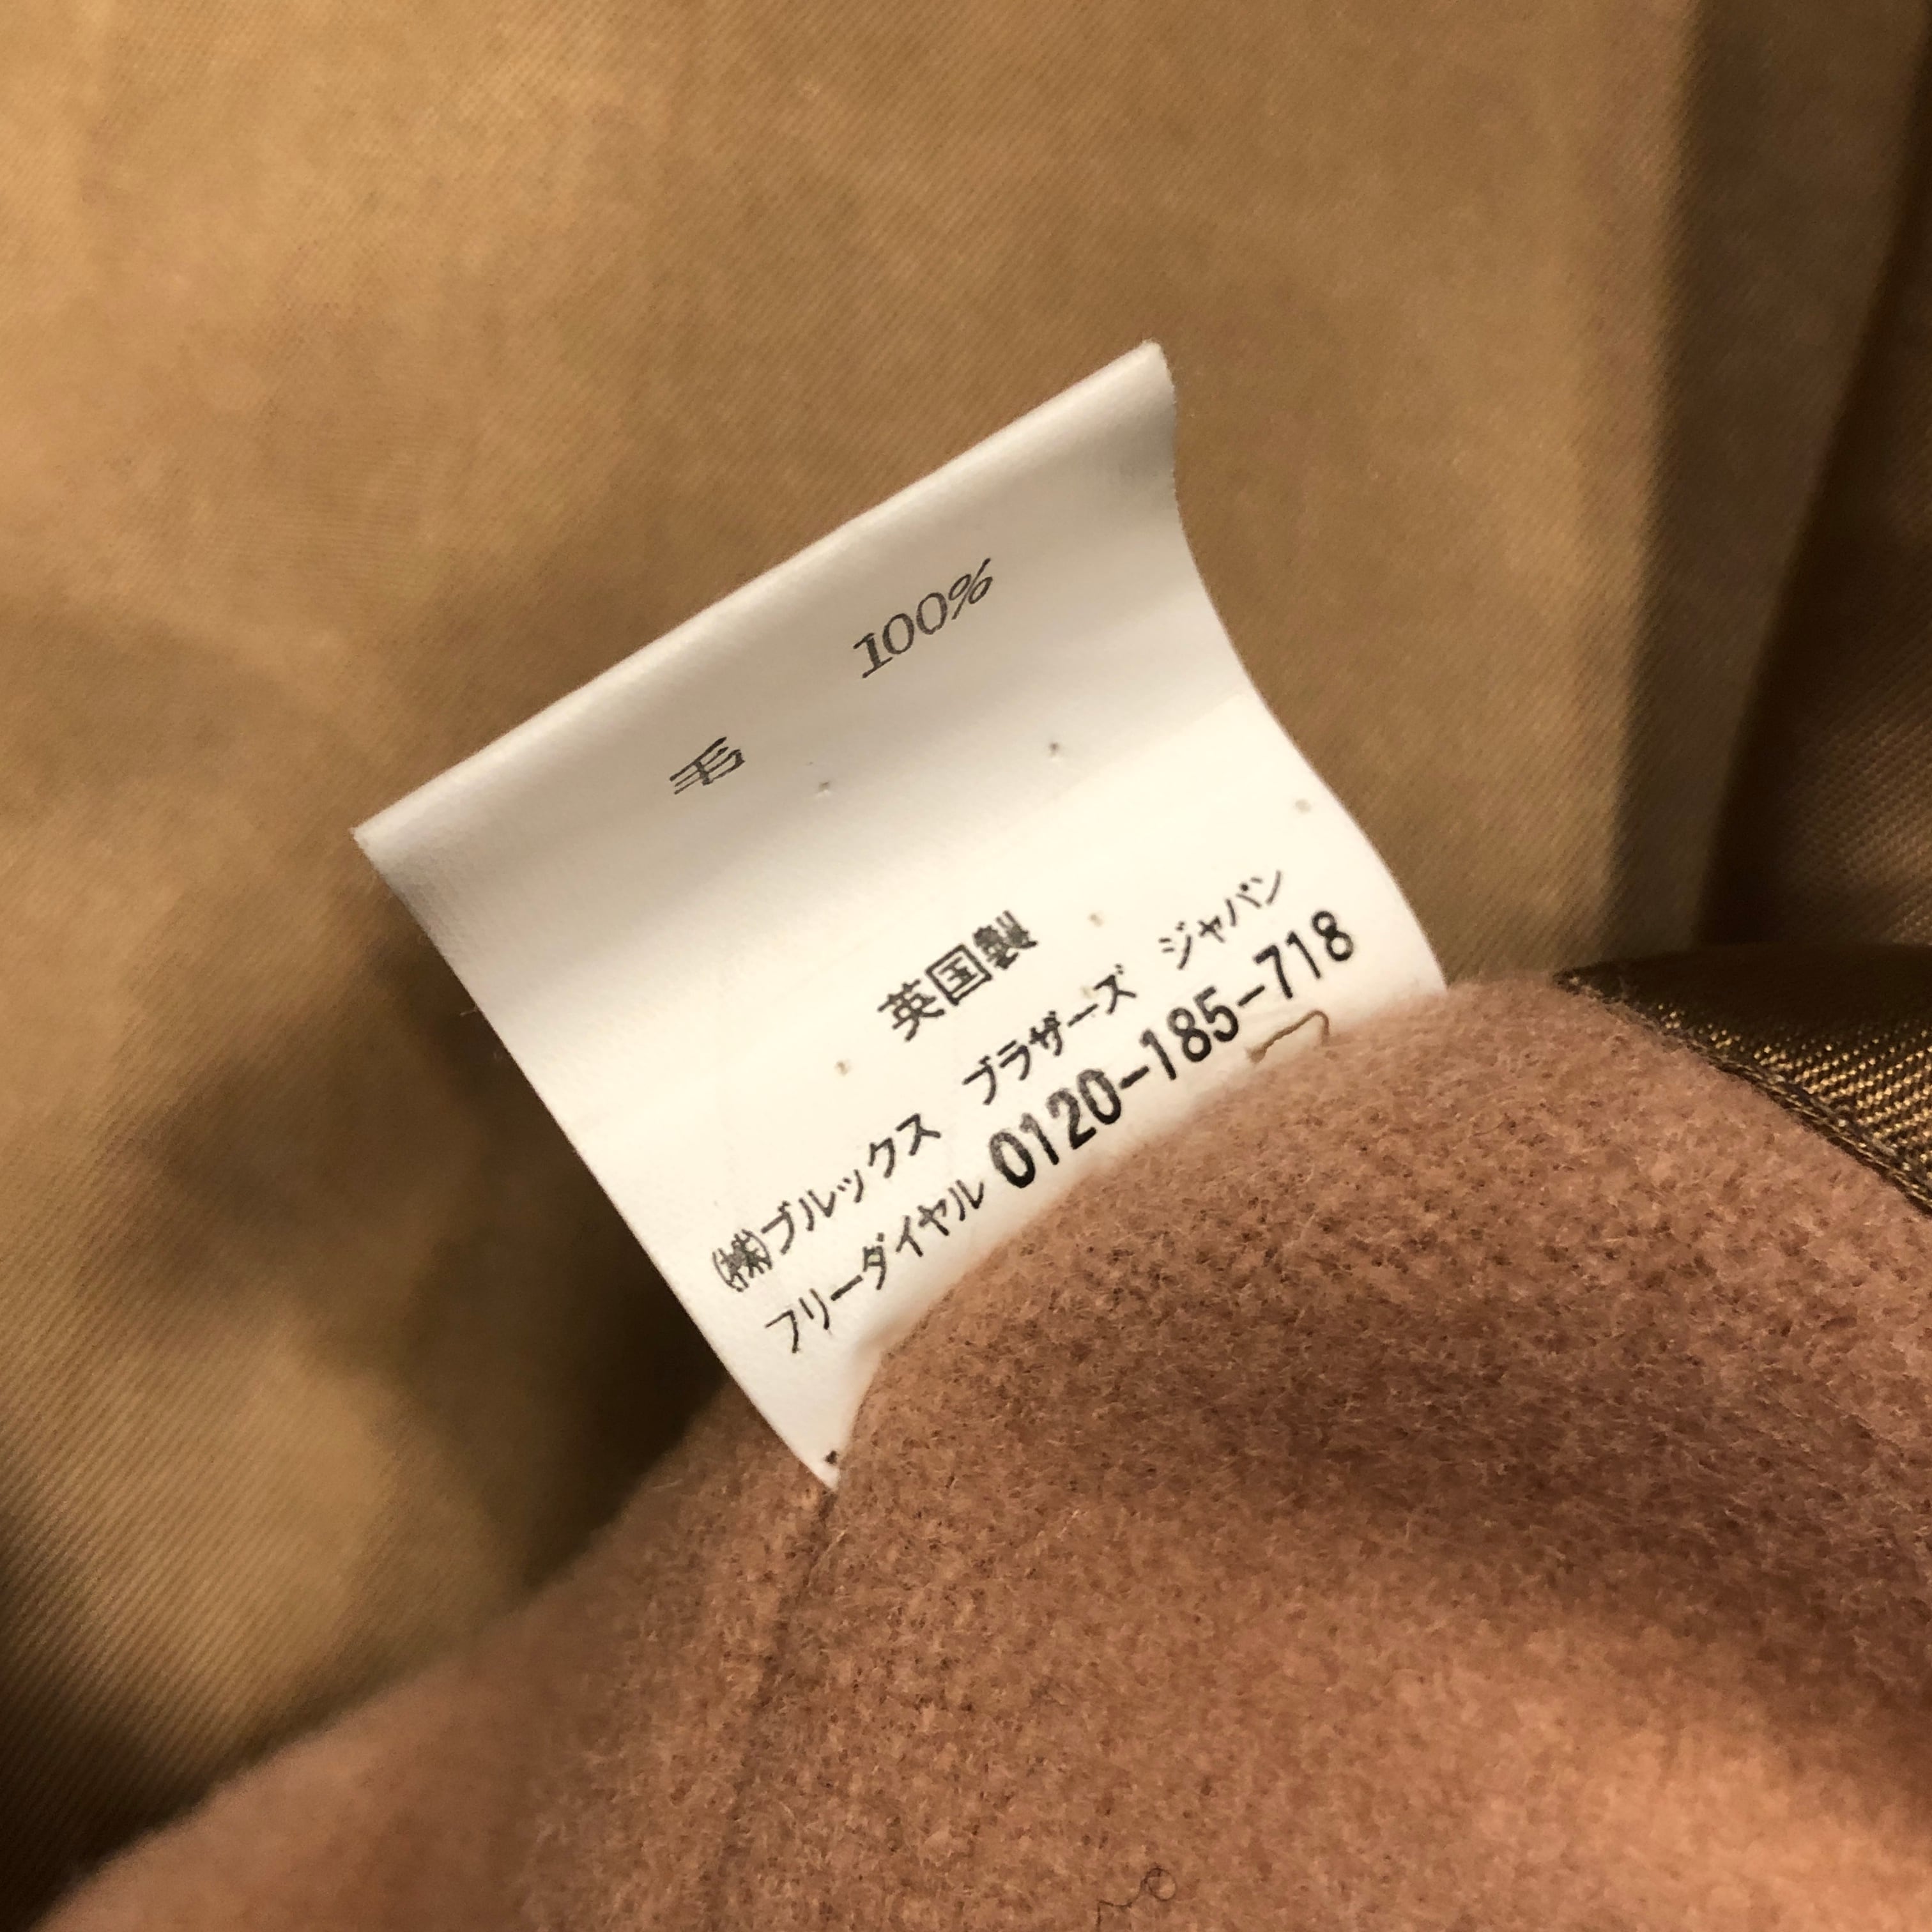 毛 100%
英国製
㈱ブルックス ブラザーズ ジャパン
フリーダイヤル 0120-185-718